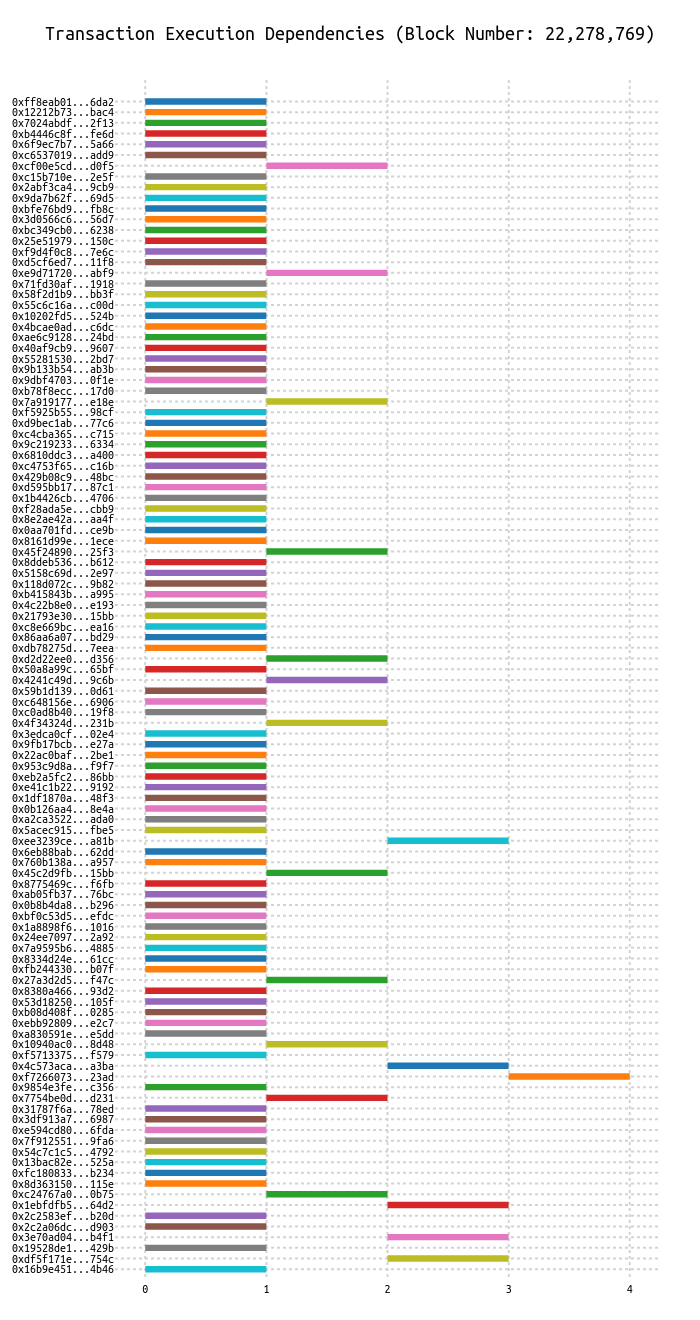 Transaction Execution Dependencies (Block Number: 22,278,769)
0xff8eab01...6da2
0x12212b73...bac4
0x7024abdf...2f13
0xb4446c8f...fe6d
0x6f9ec7b7...5a66
0xc6537019...add9
0xcf00e5cd...d0f5
0xc15b710e...2e5f
0x2abf3ca4...9cb9
0x9da7b62f...69d5
0xbfe76bd9...fb8c
0x3d0566c6...56d7
0xbc349cb0...6238
0x25e51979...150c
0xf9d4f0c8...7e6c
0xd5cf6ed7...11f8
0xe9d71720...abf9
0x71fd30af...1918
0x58f2d1b9...bb3f
0x55c6c16a...c00d
0x10202fd5...524b
0x4bcae0ad...c6dc
0xae6c9128...24bd
0x40af9cb9...9607
0x55281530...2bd7
0x9b133b54...ab3b
0x9dbf4703...0f1e
0xb78f8ecc...17d0
0x7a919177...e18e
0xf5925b55...98cf
0xd9bec1ab...77c6
0xc4cba365...c715
0x9c219233...6334
0x6810ddc3...a400
0xc4753f65...c16b
0x429b08c9...48bc
0xd595bb17...87c1
0x1b4426cb...4706
0xf28ada5e...cbb9
0x8e2ae42a...aa4f
0x0aa701fd...ce9b
0x8161d99e...1ece
0x45f24890...25f3
0x8ddeb536...b612
0x5158c69d...2e97
0x118d072c...9b82
0xb415843b...a995
0x4c22b8e0...e193
0x21793e30...15bb
0xc8e669bc...ea16
0x86aa6a07...bd29
0xdb78275d...7eea
0xd2d22ee0...d356
0x50a8a99c...65bf
0x4241c49d...9c6b
0x59b1d139...0d61
0xc648156e...6906
0xc0ad8b40...19f8
0x4f34324d...231b
0x3edca0cf...02e4
0x9fb17bcb...e27a
0x22ac0baf...2be1
0x953c9d8a...f9f7
0xeb2a5fc2...86bb
0xe41c1b22...9192
0x1df1870a...48f3
0x0b126aa4...8e4a
0xa2ca3522...ada0
0x5acec915...fbe5
0xee3239ce...a81b
0x6eb88bab...62dd
0x760b138a...a957
0x45c2d9fb...15bb
0x8775469c...f6fb
0xab05fb37...76bc
0x0b8b4da8...b296
0xbf0c53d5...efdc
0x1a8898f6...1016
0x24ee7097...2a92
0x7a9595b6...4885
0x8334d24e...61cc
0xfb244330...b07f
0x27a3d2d5...f47c
0x8380a466...93d2
0x53d18250...105f
0xb08d408f...0285
0xebb92809...e2c7
0xa830591e...e5dd
0x10940ac0...8d48
0xf5713375...f579
0x4c573aca...a3ba
0xf7266073...23ad
0x9854e3fe...c356
0x7754be0d...d231
0x31787f6a...78ed
0x3df913a7...6987
0xe594cd80...6fda
0x7f912551...9fa6
0x54c7c1c5...4792
0x13bac82e...525a
0xfc180833...b234
0x8d363150...115e
0xc24767a0...0b75
0x1ebfdfb5...64d2
0x2c2583ef...b20d
0x2c2a06dc...d903
0x3e70ad04...b4f1
0x19528de1...429b
0xdf5f171e...754c
0x16b9e451...4b46
0 1 2 3 4